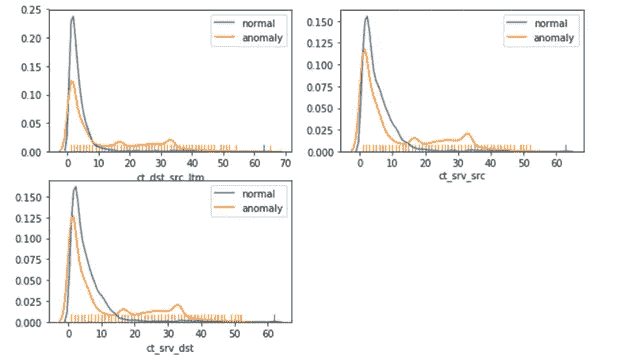 0.25
0.20
0.15
0.10
0.05
0.00
0 10 20 30 40 50 60 70
ct_dst_src_ltm
normal
anomaly
0.150
0.125
0.100
0.075
0.050
0.025
0.000
0 10 20 30 40 50 60
ct_srv_src
normal
anomaly
0.150
0.125
0.100
0.075
0.050
0.025
0.000
0 10 20 30 40 50 60
ct_srv_dst
normal
anomaly